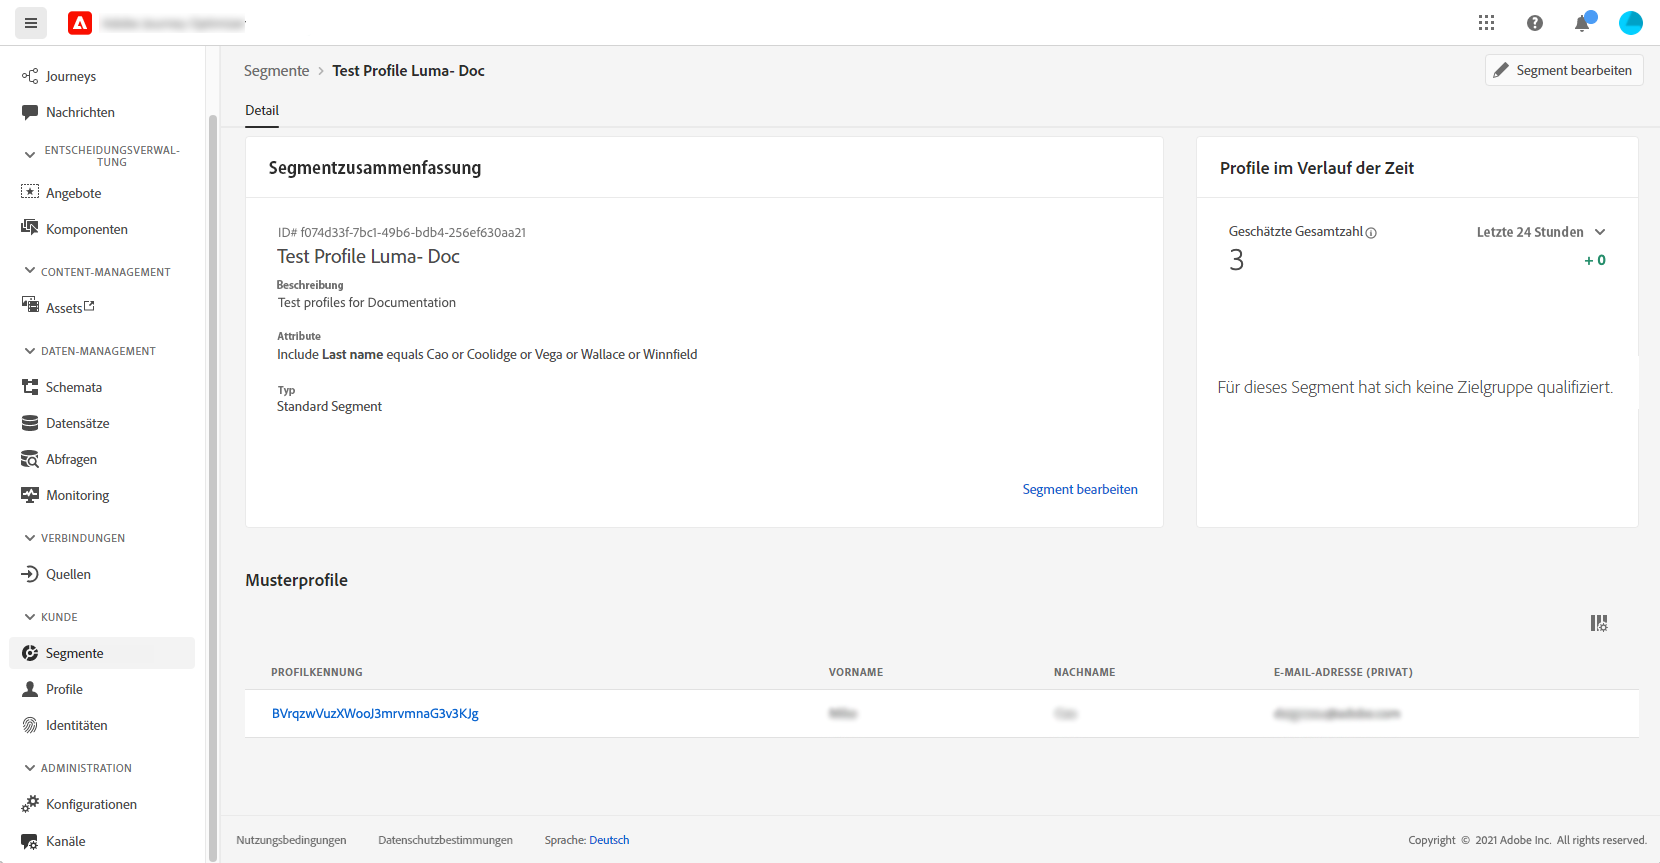 Segmente > Test Profile Luma- Doc
Segment bearbeiten
Journeys
Nachrichten
ENTSCHEIDUNGSVERWAL-
TUNG
Angebote
Komponenten
CONTENT-MANAGEMENT
Assets
DATEN-MANAGEMENT
Schemata
Datensätze
Abfragen
Monitoring
VERBINDUNGEN
Quellen
KUNDE
Segmente
Profile
Identitäten
ADMINISTRATION
Konfigurationen
Kanäle
Detail
Segmentzusammenfassung
ID# f074d33f-7bc1-49b6-bdb4-256ef630aa21
Test Profile Luma- Doc
Beschreibung
Test profiles for Documentation
Attribute
Include Last name equals Cao or Coolidge or Vega or Wallace or Winnfield
Typ
Standard Segment
Segment bearbeiten
Profile im Verlauf der Zeit
Geschätzte Gesamtzahl
Letzte 24 Stunden
3
+ 0
Für dieses Segment hat sich keine Zielgruppe qualifiziert.
Musterprofile
PROFILKENNUNG VORNAME NACHNAME E-MAIL-ADRESSE (PRIVAT)
BVrqzwVuzXWooJ3mrvmnaG3v3KJg
Nutzungsbedingungen Datenschutzbestimmungen Sprache: Deutsch
Copyright © 2021 Adobe Inc. All rights reserved.